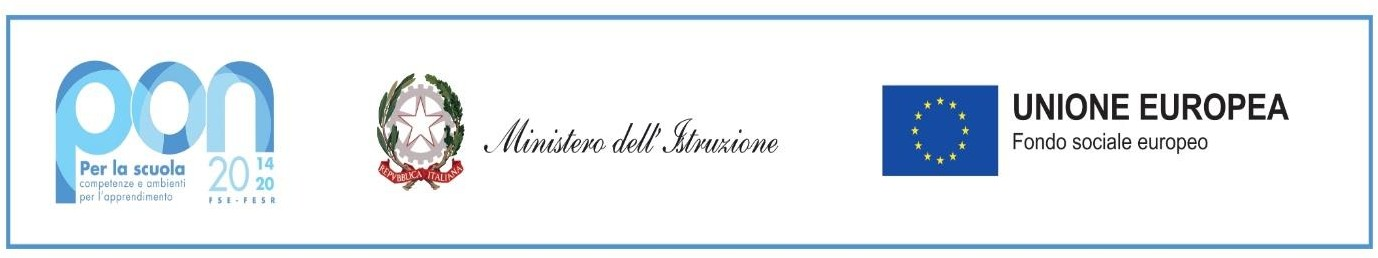 pon
Per la scuola
competenze e ambienti
per l'apprendimento
20 14
20
FSE-FESR
REPVBBLICA ITALIANA
Ministero dell'Istruzione
UNIONE EUROPEA
Fondo sociale europeo